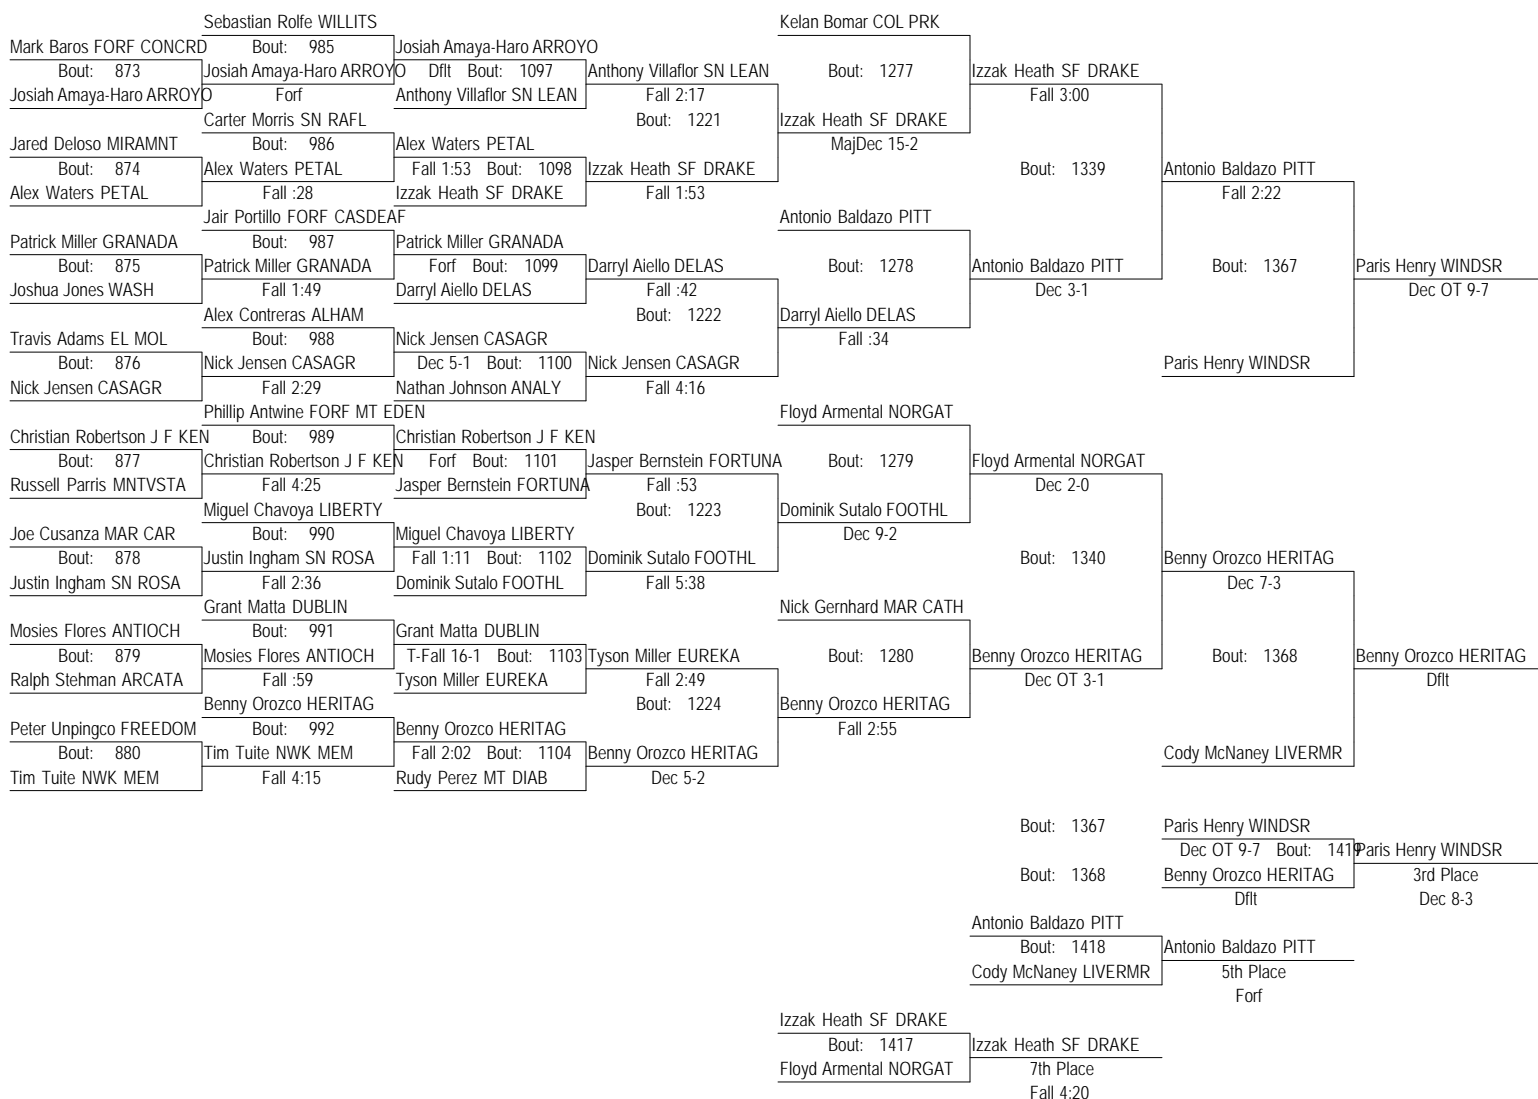 Sebastian Rolfe WILLITS Kelan Bomar COL PRK
Mark Baros FORF CONCRD Bout: 985 Josiah Amaya-Haro ARROYO
Bout: 873 Josiah Amaya-Haro ARROYO Dflt Bout: 1097 Anthony Villaflor SN LEAN Bout: 1277 Izzak Heath SF DRAKE
Josiah Amaya-Haro ARROYO Forf Anthony Villaflor SN LEAN Fall 2:17 Fall 3:00
Carter Morris SN RAFL Bout: 1221 Izzak Heath SF DRAKE
Jared Deloso MIRAMNT Bout: 986 Alex Waters PETAL MajDec 15-2
Bout: 874 Alex Waters PETAL Fall 1:53 Bout: 1098 Izzak Heath SF DRAKE Bout: 1339 Antonio Baldazo PITT
Alex Waters PETAL Fall :28 Izzak Heath SF DRAKE Fall 1:53 Fall 2:22
Jair Portillo FORF CASDEAF Antonio Baldazo PITT
Patrick Miller GRANADA Bout: 987 Patrick Miller GRANADA
Bout: 875 Patrick Miller GRANADA Forf Bout: 1099 Darryl Aiello DELAS Bout: 1278 Antonio Baldazo PITT Bout: 1367 Paris Henry WINDSR
Joshua Jones WASH Fall 1:49 Darryl Aiello DELAS Fall :42 Dec 3-1 Dec OT 9-7
Alex Contreras ALHAM Bout: 1222 Darryl Aiello DELAS
Travis Adams EL MOL Bout: 988 Nick Jensen CASAGR Fall :34
Bout: 876 Nick Jensen CASAGR Dec 5-1 Bout: 1100 Nick Jensen CASAGR Paris Henry WINDSR
Nick Jensen CASAGR Fall 2:29 Nathan Johnson ANALY Fall 4:16
Phillip Antwine FORF MT EDEN Floyd Armental NORGAT
Christian Robertson J F KEN Bout: 989 Christian Robertson J F KEN
Bout: 877 Christian Robertson J F KEN Forf Bout: 1101 Jasper Bernstein FORTUNA Bout: 1279 Floyd Armental NORGAT
Russell Parris MNTVSTA Fall 4:25 Jasper Bernstein FORTUNA Fall :53 Dec 2-0
Miguel Chavoya LIBERTY Bout: 1223 Dominik Sutalo FOOTHL
Joe Cusanza MAR CAR Bout: 990 Miguel Chavoya LIBERTY Dec 9-2
Bout: 878 Justin Ingham SN ROSA Fall 1:11 Bout: 1102 Dominik Sutalo FOOTHL Bout: 1340 Benny Orozco HERITAG
Justin Ingham SN ROSA Fall 2:36 Dominik Sutalo FOOTHL Fall 5:38 Dec 7-3
Grant Matta DUBLIN Nick Gernhard MAR CATH
Mosies Flores ANTIOCH Bout: 991 Grant Matta DUBLIN
Bout: 879 Mosies Flores ANTIOCH T-Fall 16-1 Bout: 1103 Tyson Miller EUREKA Bout: 1280 Benny Orozco HERITAG Bout: 1368 Benny Orozco HERITAG
Ralph Stehman ARCATA Fall :59 Tyson Miller EUREKA Fall 2:49 Dec OT 3-1 Dflt
Benny Orozco HERITAG Bout: 1224 Benny Orozco HERITAG
Peter Unpingco FREEDOM Bout: 992 Benny Orozco HERITAG Fall 2:55
Bout: 880 Tim Tuite NWK MEM Fall 2:02 Bout: 1104 Benny Orozco HERITAG Cody McNaney LIVERMR
Tim Tuite NWK MEM Fall 4:15 Rudy Perez MT DIAB Dec 5-2
Bout: 1367 Paris Henry WINDSR
Dec OT 9-7 Bout: 1419 Paris Henry WINDSR
Bout: 1368 Benny Orozco HERITAG 3rd Place
Dflt Dec 8-3
Antonio Baldazo PITT
Bout: 1418 Antonio Baldazo PITT
Cody McNaney LIVERMR 5th Place
Forf
Izzak Heath SF DRAKE
Bout: 1417 Izzak Heath SF DRAKE
Floyd Armental NORGAT 7th Place
Fall 4:20